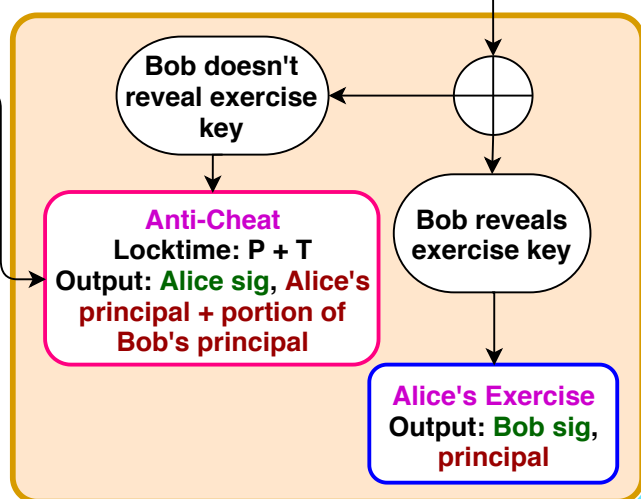 Bob doesn't
reveal exercise
key
Anti-Cheat
Locktime: P + T
Output: Alice sig, Alice's
principal + portion of
Bob's principal
Bob reveals
exercise key
Alice's Exercise
Output: Bob sig,
principal